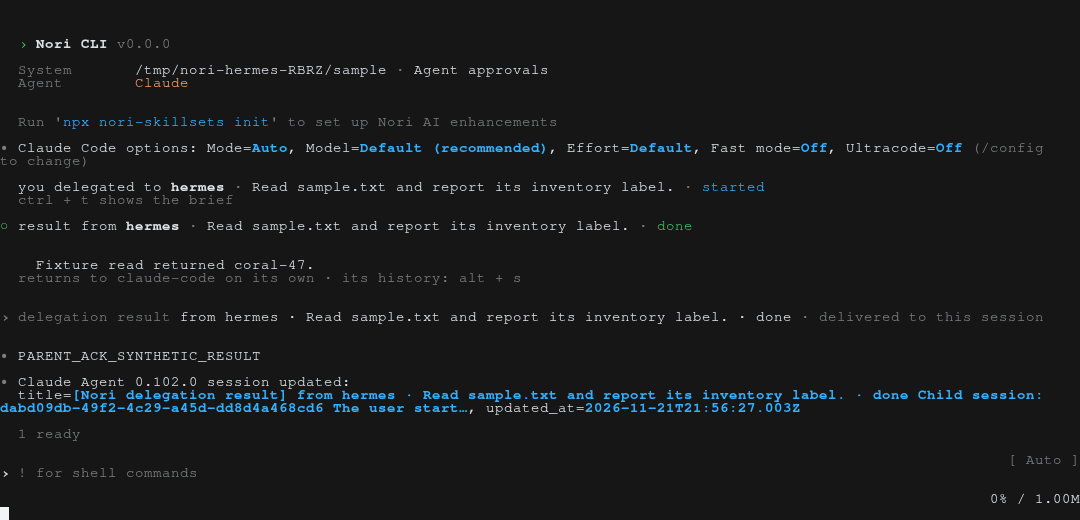 › Nori CLI v0.0.0
System /tmp/nori-hermes-RBRZ/sample · Agent approvals
Agent Claude
Run 'npx nori-skillsets init' to set up Nori AI enhancements
• Claude Code options: Mode=Auto, Model=Default (recommended), Effort=Default, Fast mode=Off, Ultracode=Off (/config
to change)
you delegated to hermes · Read sample.txt and report its inventory label. · started
ctrl + t shows the brief
○ result from hermes · Read sample.txt and report its inventory label. · done
Fixture read returned coral-47.
returns to claude-code on its own · its history: alt + s
› delegation result from hermes · Read sample.txt and report its inventory label. · done · delivered to this session
• PARENT_ACK_SYNTHETIC_RESULT
• Claude Agent 0.102.0 session updated:
title=[Nori delegation result] from hermes · Read sample.txt and report its inventory label. · done Child session:
dabd09db-49f2-4c29-a45d-dd8d4a468cd6 The user start…, updated_at=2026-11-21T21:56:27.003Z
1 ready
[ Auto ]
› ! for shell commands
0% / 1.00M